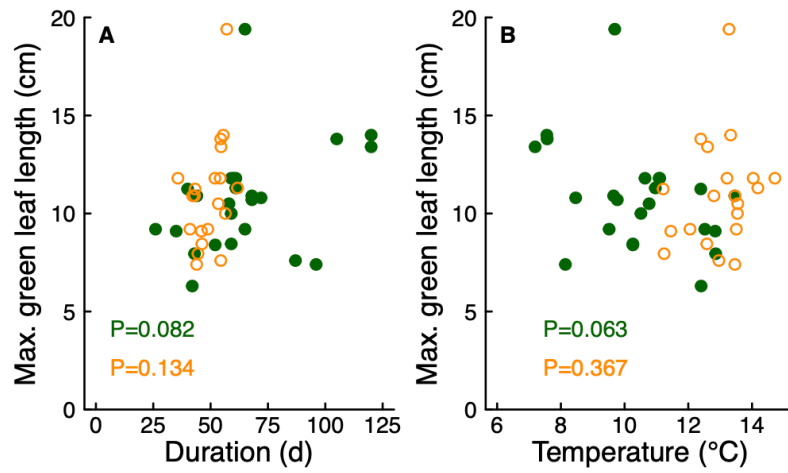 A
B
Max. green leaf length (cm)
20
15
10
5
0
P=0.082
P=0.134
0 25 50 75 100 125
Duration (d)
Max. green leaf length (cm)
20
15
10
5
0
P=0.063
P=0.367
6 8 10 12 14
Temperature (°C)